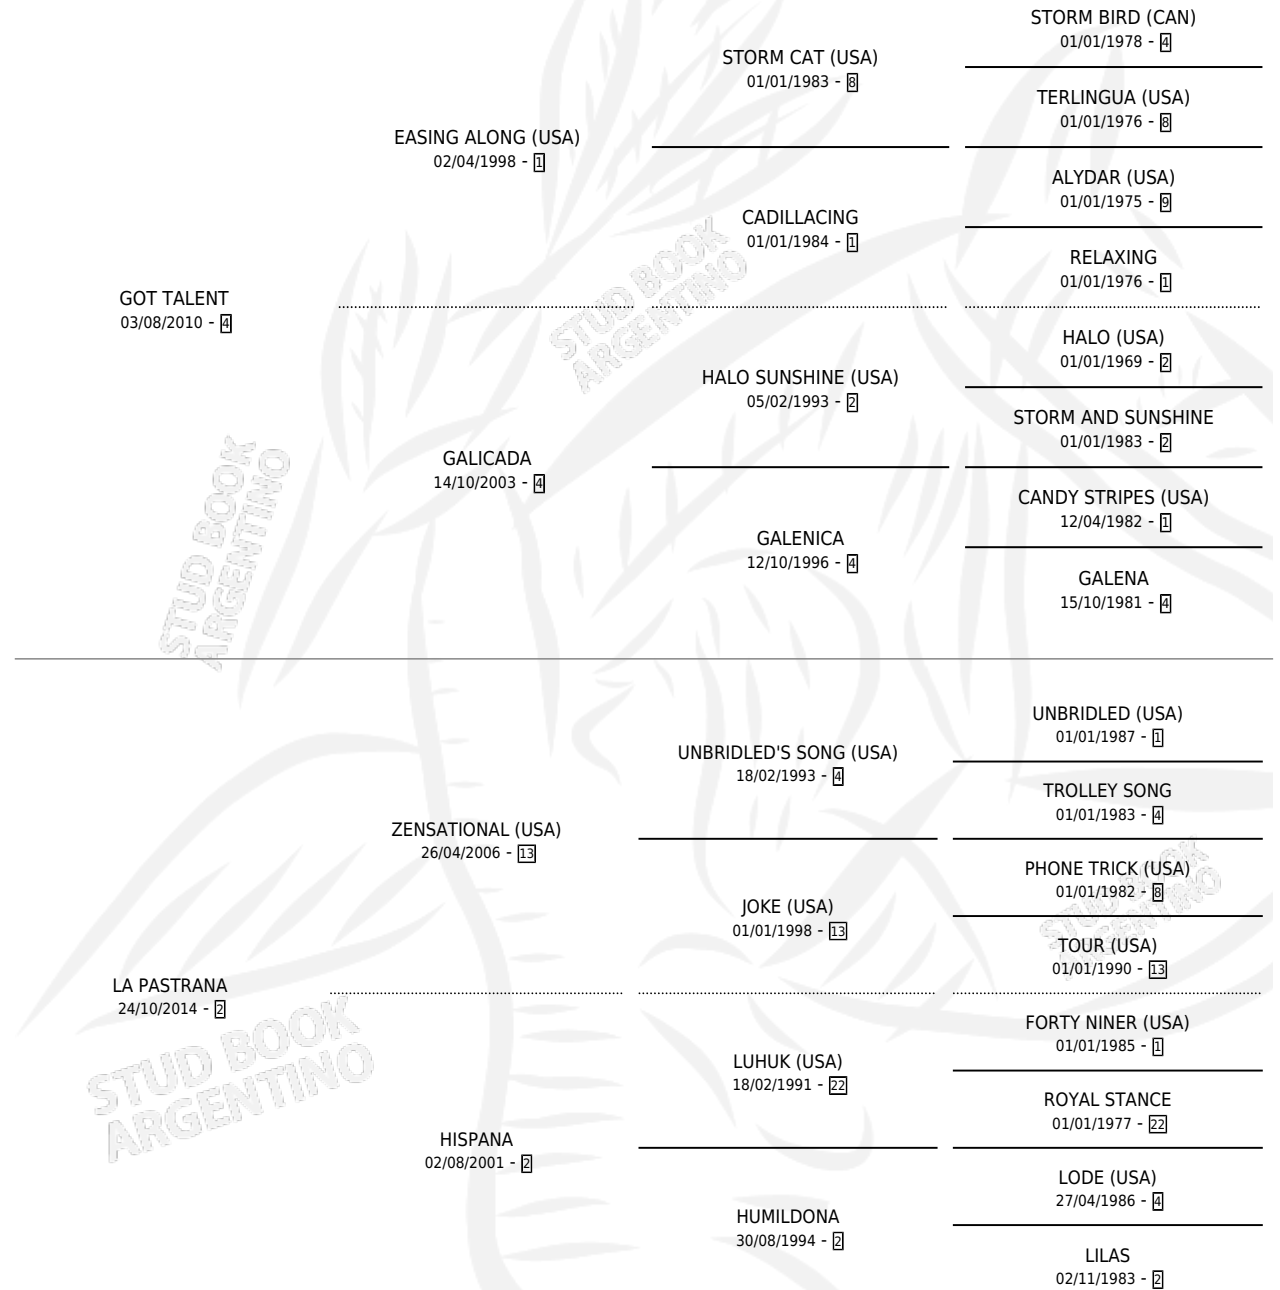 STORM BIRD (CAN)
01/01/1978 - 4
STORM CAT (USA)
01/01/1983 - 8
TERLINGUA (USA)
01/01/1976 - 8
EASING ALONG (USA)
02/04/1998 - 1
ALYDAR (USA)
01/01/1975 - 9
CADILLACING
01/01/1984 - 1
RELAXING
01/01/1976 - 1
GOT TALENT
03/08/2010 - 4
HALO (USA)
01/01/1969 - 2
HALO SUNSHINE (USA)
05/02/1993 - 2
STORM AND SUNSHINE
01/01/1983 - 2
GALICADA
14/10/2003 - 4
CANDY STRIPES (USA)
12/04/1982 - 1
GALENICA
12/10/1996 - 4
GALENA
15/10/1981 - 4
STUD BOOK
ARGENTINO
STUD BOOK
ARGENTINO
UNBRIDLED (USA)
01/01/1987 - 1
UNBRIDLED'S SONG (USA)
18/02/1993 - 4
TROLLEY SONG
01/01/1983 - 4
ZENSATIONAL (USA)
26/04/2006 - 13
PHONE TRICK (USA)
01/01/1982 - 8
JOKE (USA)
01/01/1998 - 13
TOUR (USA)
01/01/1990 - 13
LA PASTRANA
24/10/2014 - 2
FORTY NINER (USA)
01/01/1985 - 1
LUHUK (USA)
18/02/1991 - 22
ROYAL STANCE
01/01/1977 - 22
HISPANA
02/08/2001 - 2
LODE (USA)
27/04/1986 - 4
HUMILDONA
30/08/1994 - 2
LILAS
02/11/1983 - 2
STUD BOOK
ARGENTINO
STUD BOOK
ARGENTINO